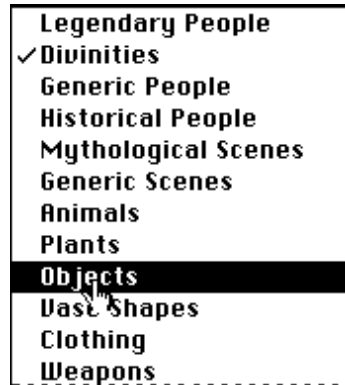 Legendary People
✓Divinities
Generic People
Historical People
Mythological Scenes
Generic Scenes
Animals
Plants
Objects
Vase Shapes
Clothing
Weapons